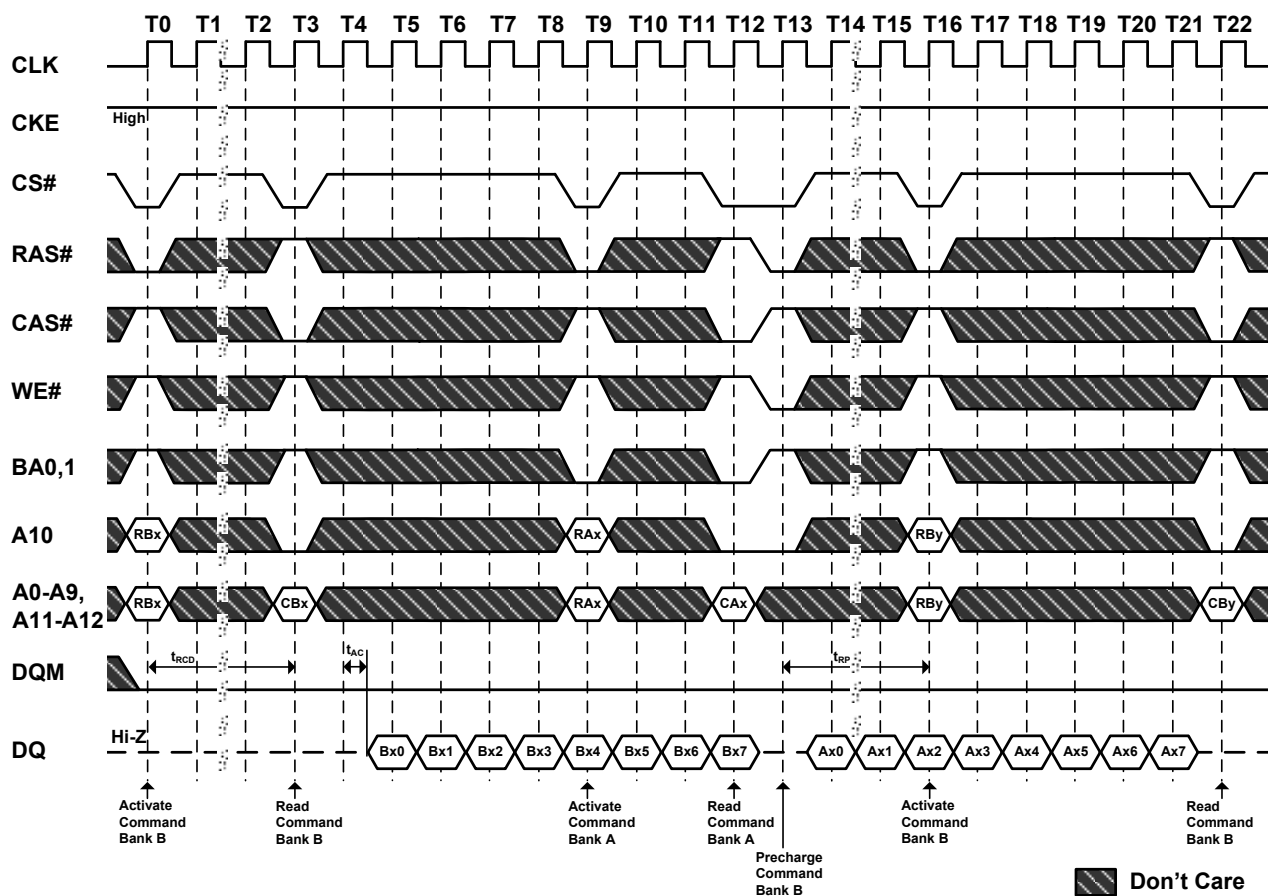 T0 T1 T2 T3 T4 T5 T6 T7 T8 T9 T10 T11 T12 T13 T14 T15 T16 T17 T18 T19 T20 T21 T22
CLK
CKE
High
CS#
RAS#
CAS#
WE#
BA0,1
A10
RBx RAx RBy
A0-A9,
A11-A12
RBx CBx RAx CAx RBy CBy
DQM
tRCD tAC tRP
DQ
Hi-Z
Bx0 Bx1 Bx2 Bx3 Bx4 Bx5 Bx6 Bx7 Ax0 Ax1 Ax2 Ax3 Ax4 Ax5 Ax6 Ax7
Activate
Command
Bank B
Read
Command
Bank B
Activate
Command
Bank A
Read
Command
Bank A
Precharge
Command
Bank B
Activate
Command
Bank B
Read
Command
Bank B
Don't Care